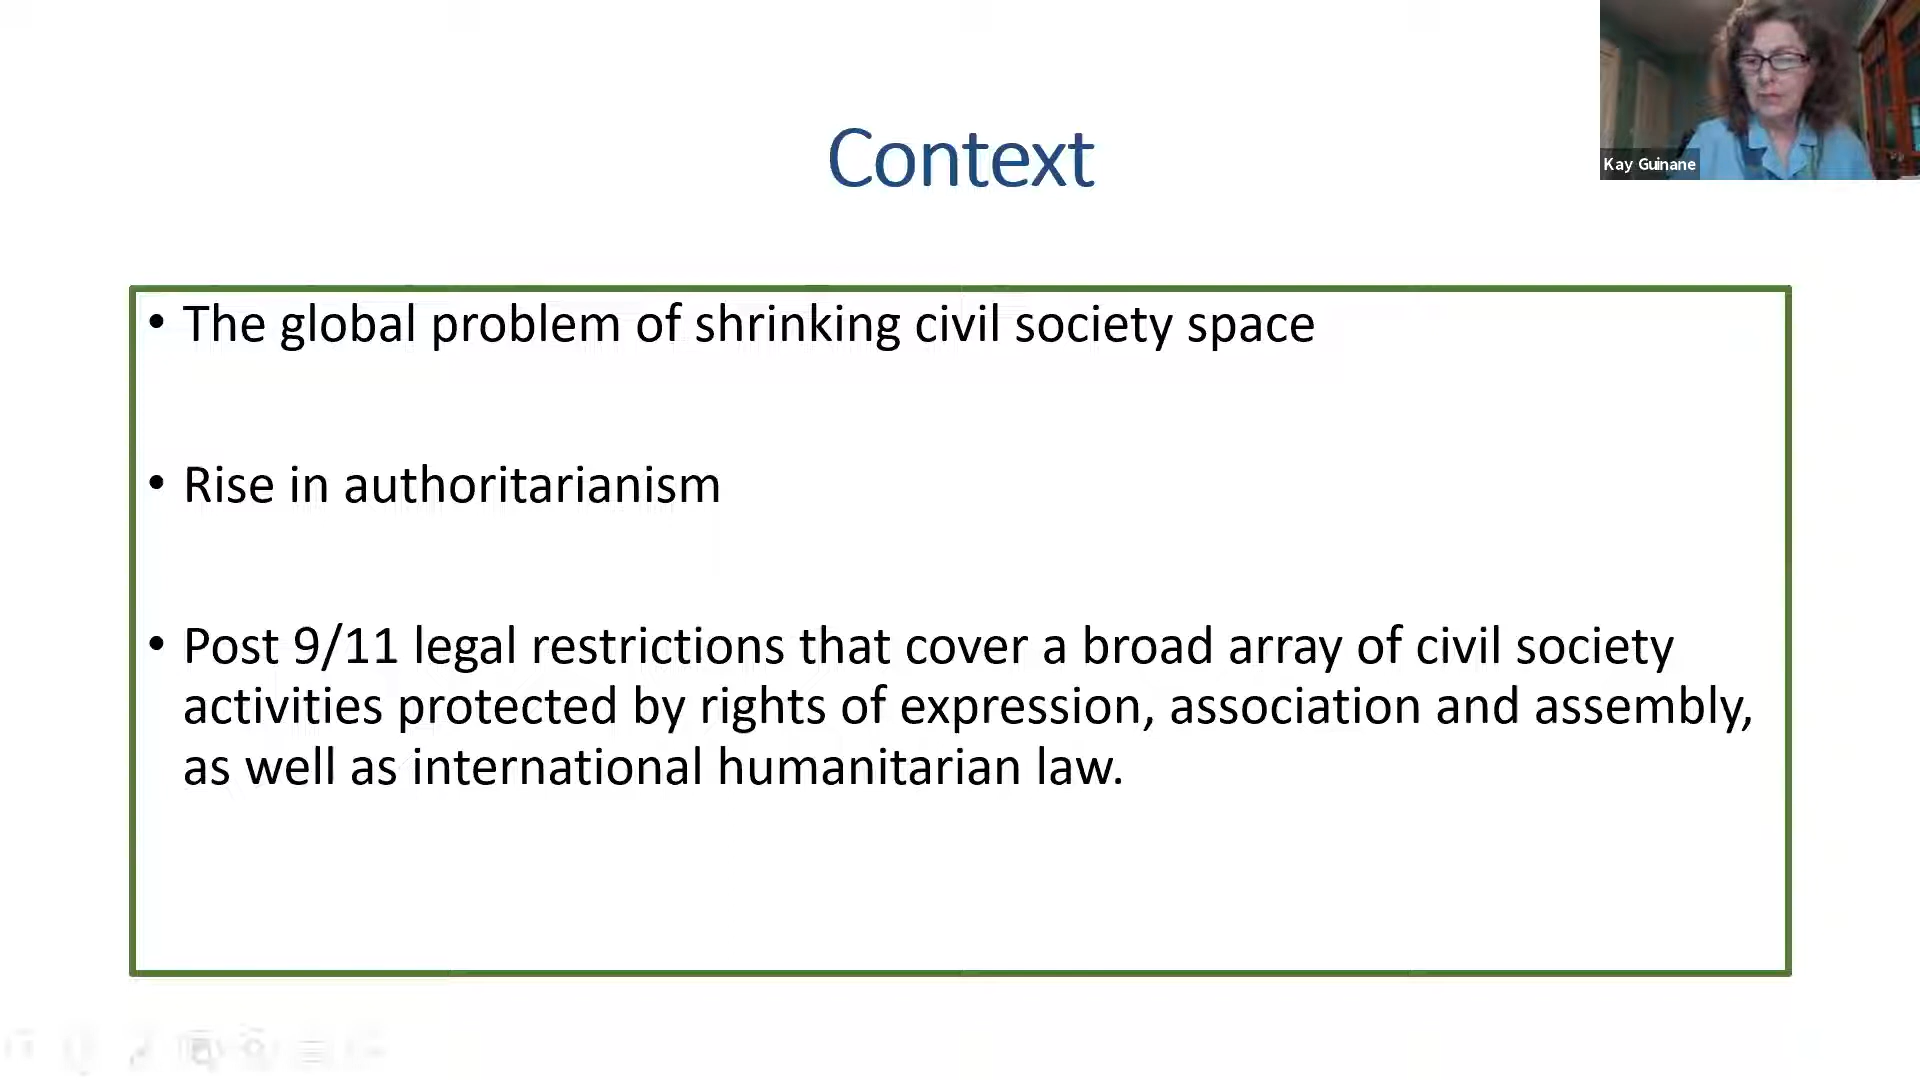 Context
Kay Guinane
• The global problem of shrinking civil society space
• Rise in authoritarianism
• Post 9/11 legal restrictions that cover a broad array of civil society
activities protected by rights of expression, association and assembly,
as well as international humanitarian law.